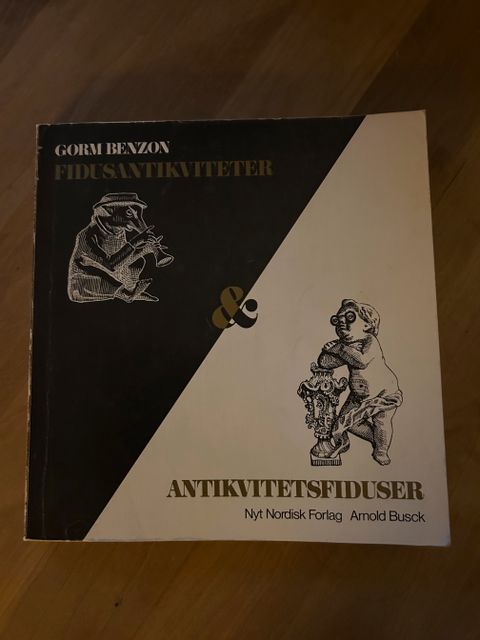 GORM BENZON
FIDUSANTIKVITETER
&
ANTIKVITETSFIDUSER
Nyt Nordisk Forlag Arnold Busck